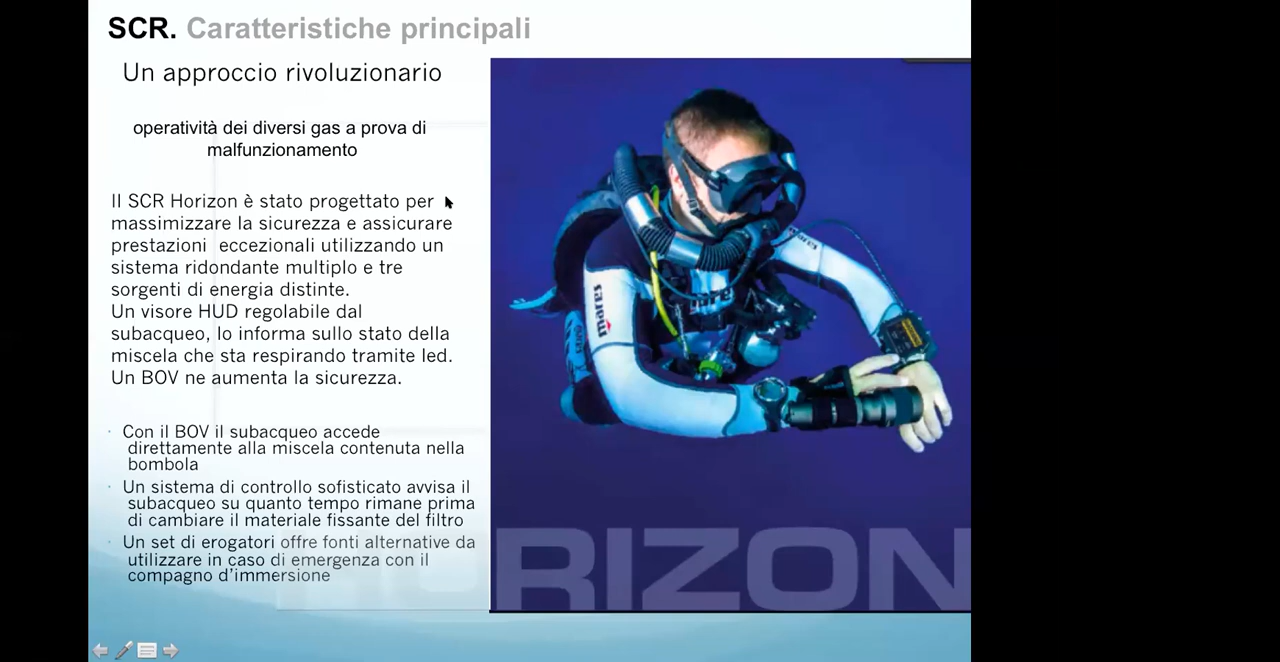 SCR. Caratteristiche principali
Un approccio rivoluzionario
operatività dei diversi gas a prova di
malfunzionamento
Il SCR Horizon è stato progettato per
massimizzare la sicurezza e assicurare
prestazioni eccezionali utilizzando un
sistema ridondante multiplo e tre
sorgenti di energia distinte.
Un visore HUD regolabile dal
subacqueo, lo informa sullo stato della
miscela che sta respirando tramite led.
Un BOV ne aumenta la sicurezza.
· Con il BOV il subacqueo accede
direttamente alla miscela contenuta nella
bombola
· Un sistema di controllo sofisticato avvisa il
subacqueo su quanto tempo rimane prima
di cambiare il materiale fissante del filtro
· Un set di erogatori offre fonti alternative da
utilizzare in caso di emergenza con il
compagno d'immersione
mares
mares
mares
HORIZON